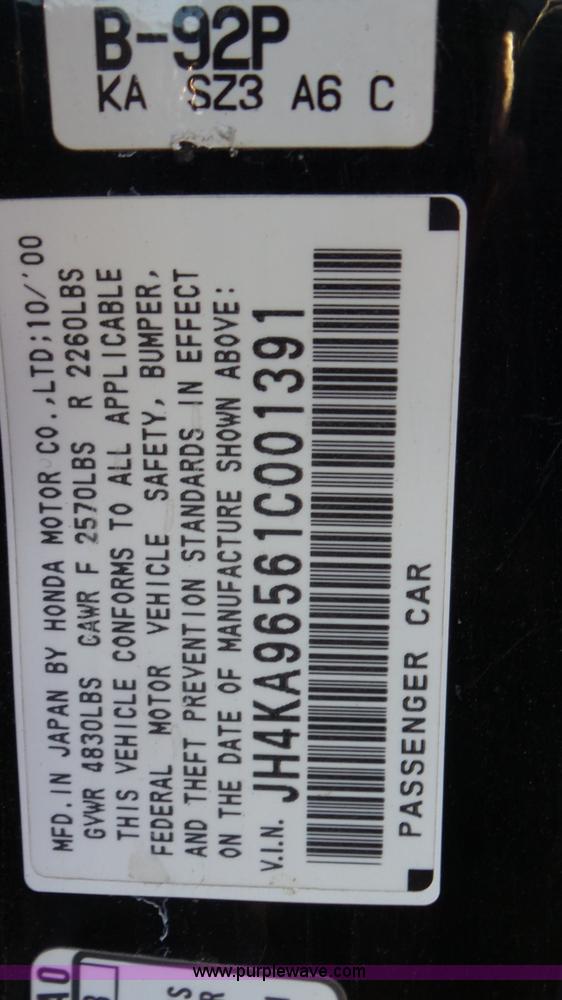 B-92P
KA SZ3 A6 C
MFD. IN JAPAN BY HONDA MOTOR CO.,LTD;10/'00
GVWR 4830LBS GAWR F 2570LBS R 2260LBS
THIS VEHICLE CONFORMS TO ALL APPLICABLE
FEDERAL MOTOR VEHICLE SAFETY, BUMPER,
AND THEFT PREVENTION STANDARDS IN EFFECT
ON THE DATE OF MANUFACTURE SHOWN ABOVE:
V.I.N. JH4KA96561C001391
PASSENGER CAR
www.purplewave.com